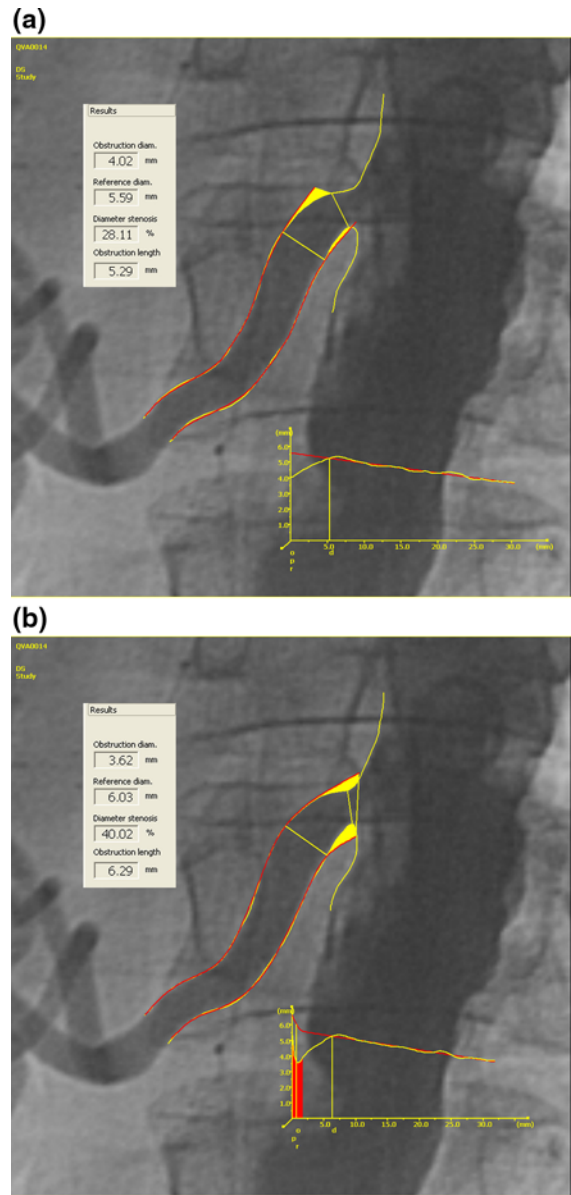 (a)
QVA0014
DS
Study
Results
Obstruction diam.
4.02 mm
Reference diam.
5.59 mm
Diameter stenosis
28.11 %
Obstruction length
5.29 mm
(mm)
6.0
5.0
4.0
3.0
2.0
1.0
5.0 10.0 15.0 20.0 25.0 30.0 (mm)
o d
p
r
(b)
QVA0014
DS
Study
Results
Obstruction diam.
3.62 mm
Reference diam.
6.03 mm
Diameter stenosis
40.02 %
Obstruction length
6.29 mm
(mm)
6.0
5.0
4.0
3.0
2.0
1.0
5.0 10.0 15.0 20.0 25.0 30.0 (mm)
o d
p
r